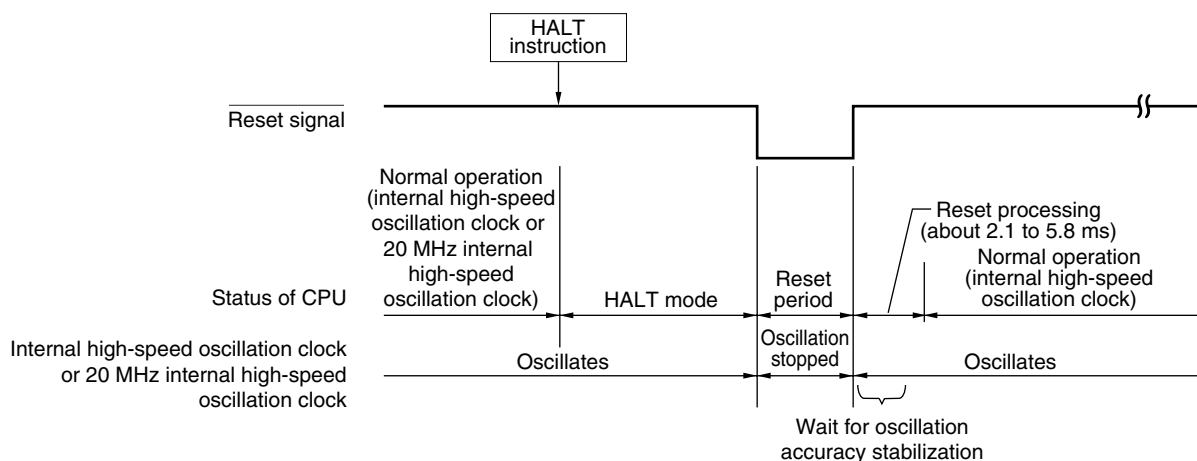 HALT
instruction
Reset signal
Normal operation
(internal high-speed
oscillation clock or
20 MHz internal
high-speed
oscillation clock)
Status of CPU
HALT mode
Reset
period
Reset processing
(about 2.1 to 5.8 ms)
Normal operation
(internal high-speed
oscillation clock)
Internal high-speed oscillation clock
or 20 MHz internal high-speed
oscillation clock
Oscillates
Oscillation
stopped
Oscillates
Wait for oscillation
accuracy stabilization